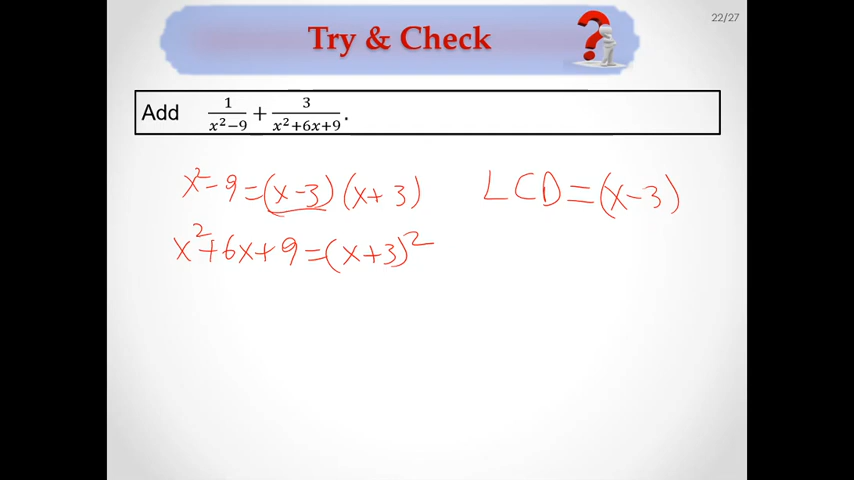 22/27
Try & Check
?
Add 1/(x²−9) + 3/(x²+6x+9).
x²−9=(x−3)(x+3) LCD=(x−3)
x²+6x+9=(x+3)²